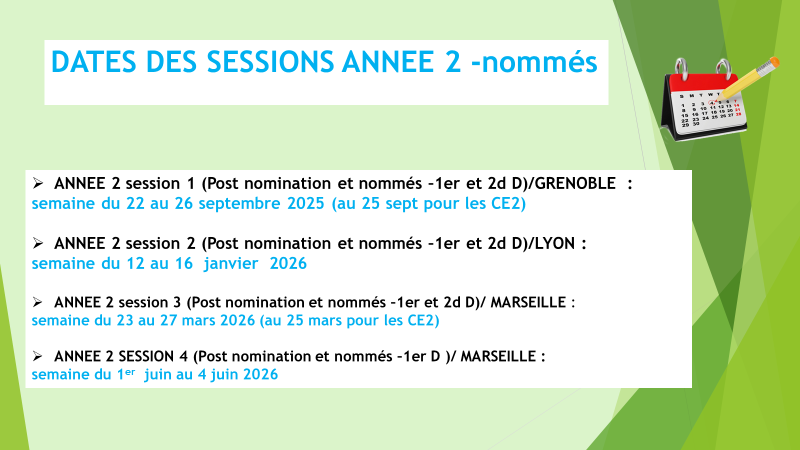 DATES DES SESSIONS ANNEE 2 -nommés
➢ ANNEE 2 session 1 (Post nomination et nommés –1er et 2d D)/GRENOBLE :
semaine du 22 au 26 septembre 2025 (au 25 sept pour les CE2)
➢ ANNEE 2 session 2 (Post nomination et nommés –1er et 2d D)/LYON :
semaine du 12 au 16 janvier 2026
➢ ANNEE 2 session 3 (Post nomination et nommés –1er et 2d D)/ MARSEILLE :
semaine du 23 au 27 mars 2026 (au 25 mars pour les CE2)
➢ ANNEE 2 SESSION 4 (Post nomination et nommés –1er D )/ MARSEILLE :
semaine du 1er juin au 4 juin 2026